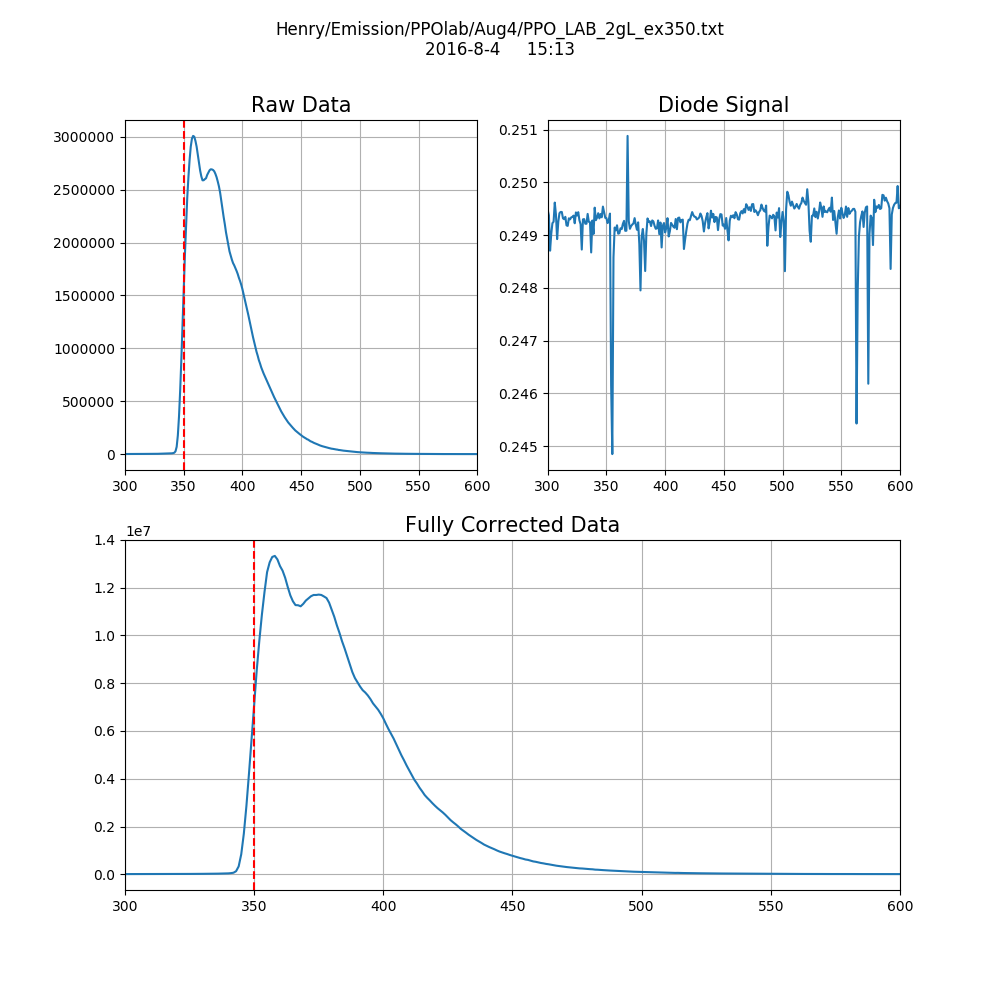 Henry/Emission/PPOlab/Aug4/PPO_LAB_2gL_ex350.txt
2016-8-4 15:13
Raw Data
3000000
2500000
2000000
1500000
1000000
500000
0
300 350 400 450 500 550 600
Diode Signal
0.251
0.250
0.249
0.248
0.247
0.246
0.245
300 350 400 450 500 550 600
Fully Corrected Data
1e7
1.4
1.2
1.0
0.8
0.6
0.4
0.2
0.0
300 350 400 450 500 550 600